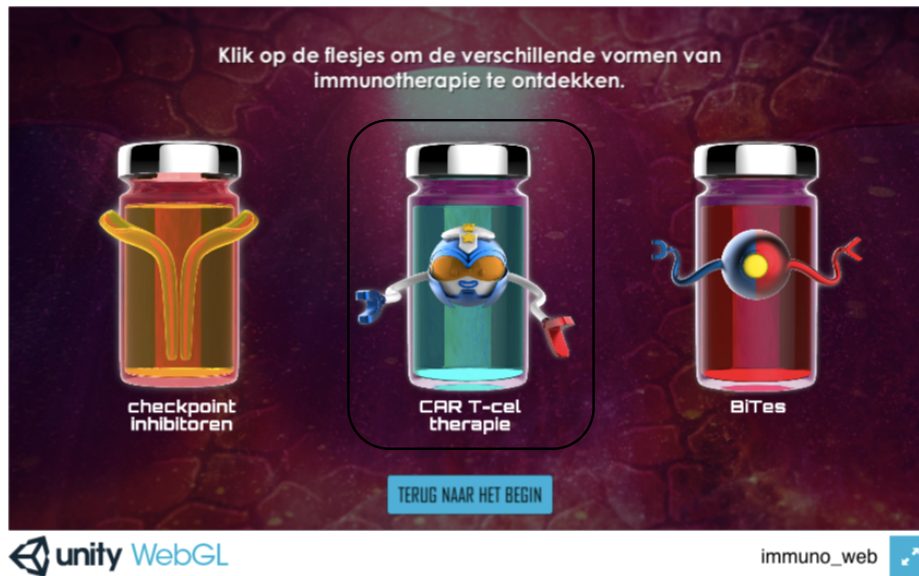 Klik op de flesjes om de verschillende vormen van
immunotherapie te ontdekken.
checkpoint
inhibitoren
CAR T-cel
therapie
BiTes
TERUG NAAR HET BEGIN
unity WebGL
immuno_web